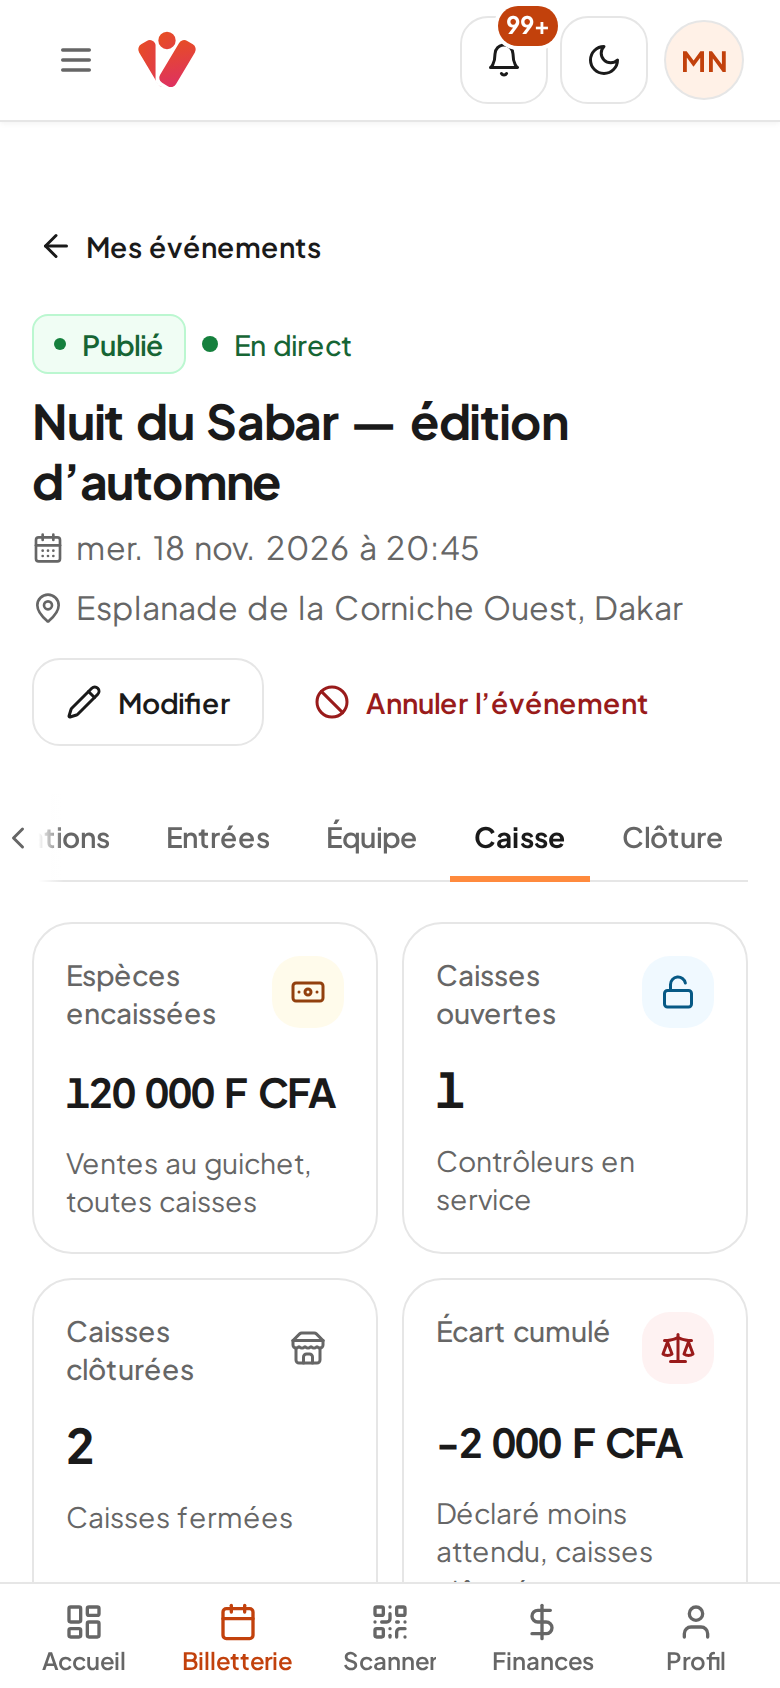 99+
MN
Mes événements
Publié
En direct
Nuit du Sabar — édition
d’automne
mer. 18 nov. 2026 à 20:45
Esplanade de la Corniche Ouest, Dakar
Modifier
Annuler l’événement
tions
Entrées
Équipe
Caisse
Clôture
Espèces
encaissées
120 000 F CFA
Ventes au guichet,
toutes caisses
Caisses
ouvertes
1
Contrôleurs en
service
Caisses
clôturées
2
Caisses fermées
Écart cumulé
−2 000 F CFA
Déclaré moins
attendu, caisses
Accueil
Billetterie
Scanner
Finances
Profil